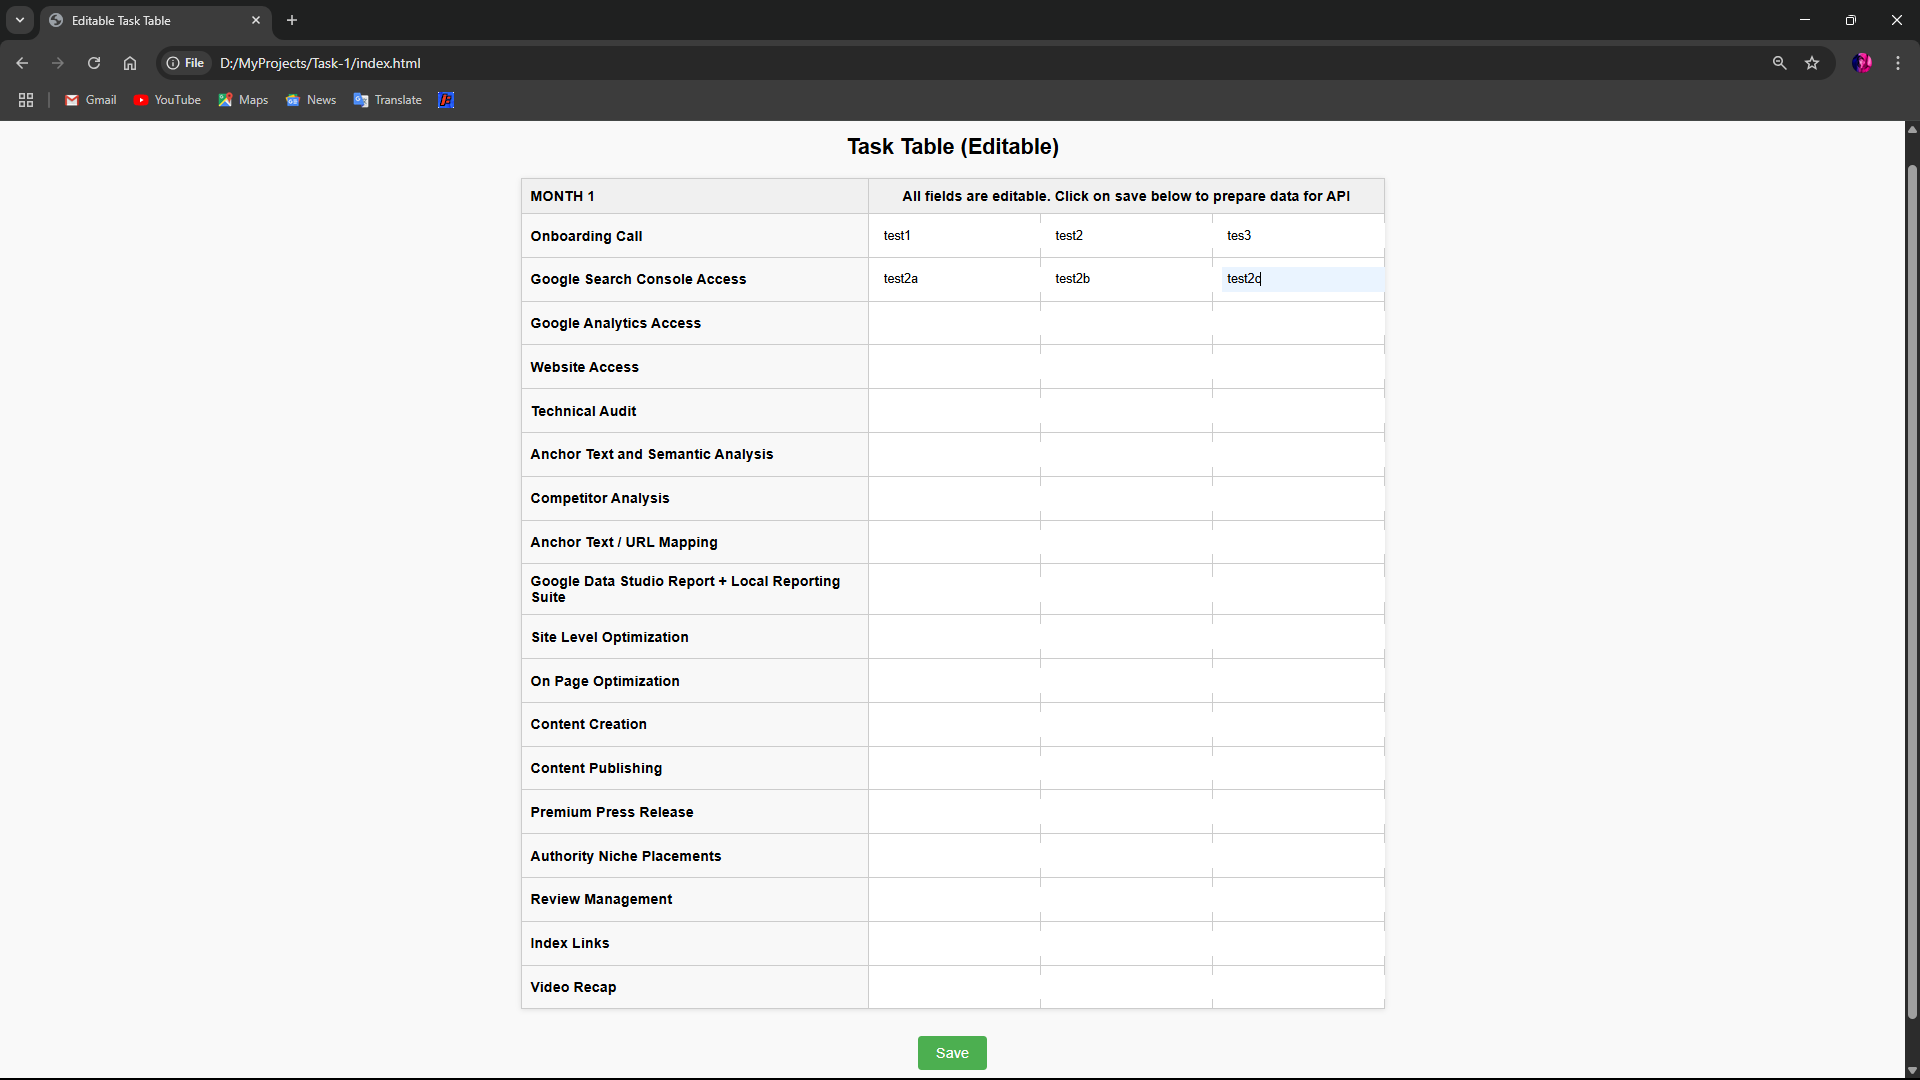 Editable Task Table
File D:/MyProjects/Task-1/index.html
Gmail YouTube Maps News Translate
Task Table (Editable)
MONTH 1 All fields are editable. Click on save below to prepare data for API
Onboarding Call test1 test2 tes3
Google Search Console Access test2a test2b test2c
Google Analytics Access
Website Access
Technical Audit
Anchor Text and Semantic Analysis
Competitor Analysis
Anchor Text / URL Mapping
Google Data Studio Report + Local Reporting
Suite
Site Level Optimization
On Page Optimization
Content Creation
Content Publishing
Premium Press Release
Authority Niche Placements
Review Management
Index Links
Video Recap
Save